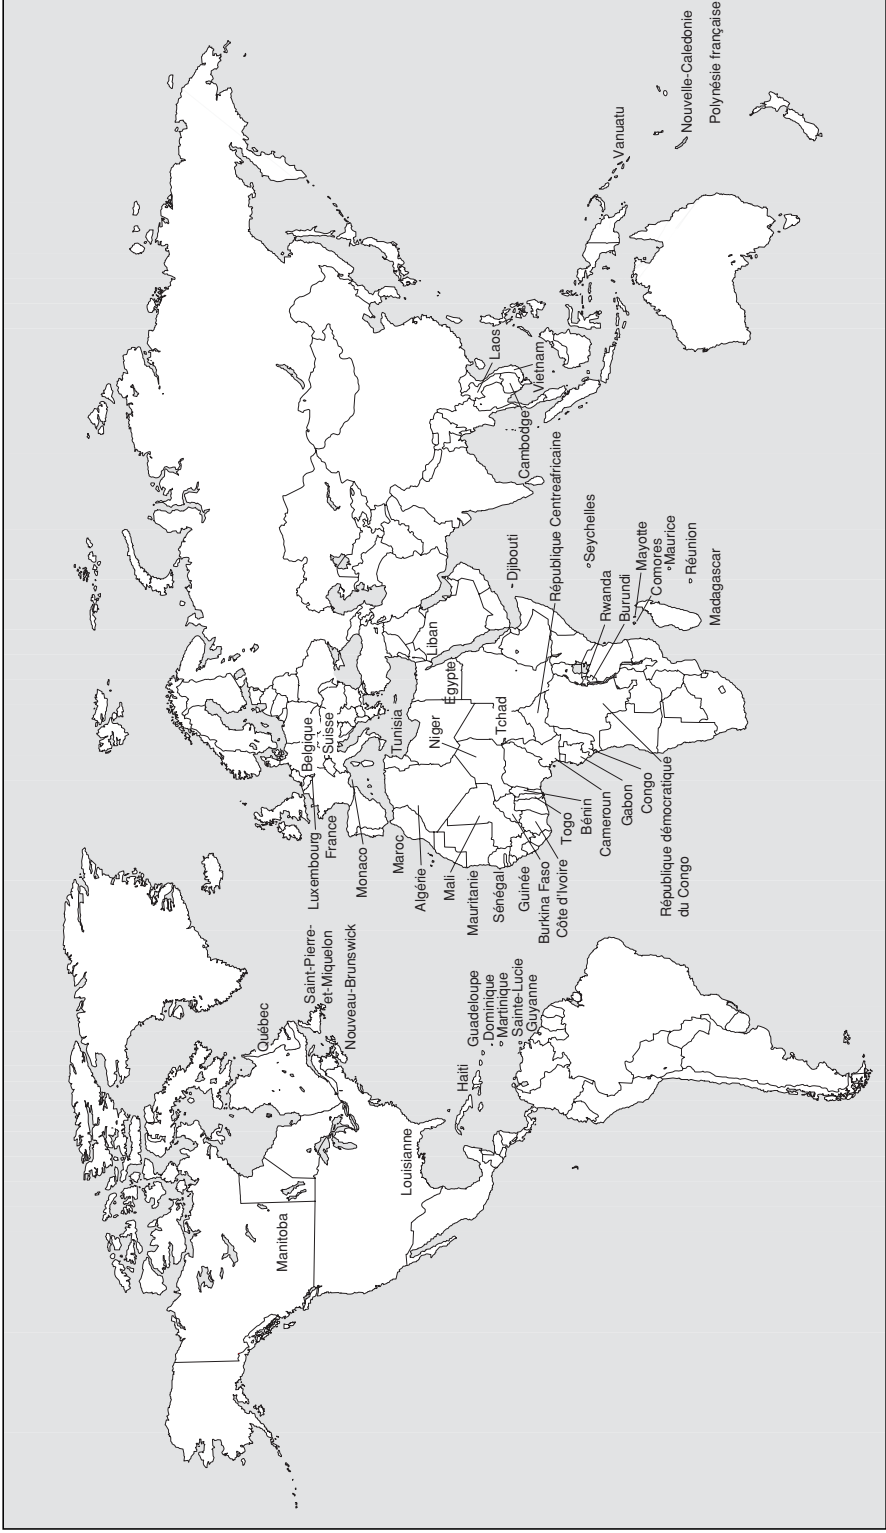 Manitoba
Québec
Saint-Pierre-
et-Miquelon
Nouveau-Brunswick
Louisianne
Haïti
Guadeloupe
Dominique
Martinique
Sainte-Lucie
Guyanne
Luxembourg
France
Belgique
Suisse
Monaco
Maroc
Algérie
Mali
Mauritanie
Sénégal
Guinée
Burkina Faso
Côte d'Ivoire
Togo
Bénin
Cameroun
Gabon
Congo
République démocratique
du Congo
Tunisia
Niger
Egypte
Liban
Tchad
Djibouti
République Centreafricaine
Seychelles
Rwanda
Burundi
Mayotte
Comores
Maurice
Réunion
Madagascar
Laos
Vietnam
Cambodge
Vanuatu
Nouvelle-Caledonie
Polynésie française